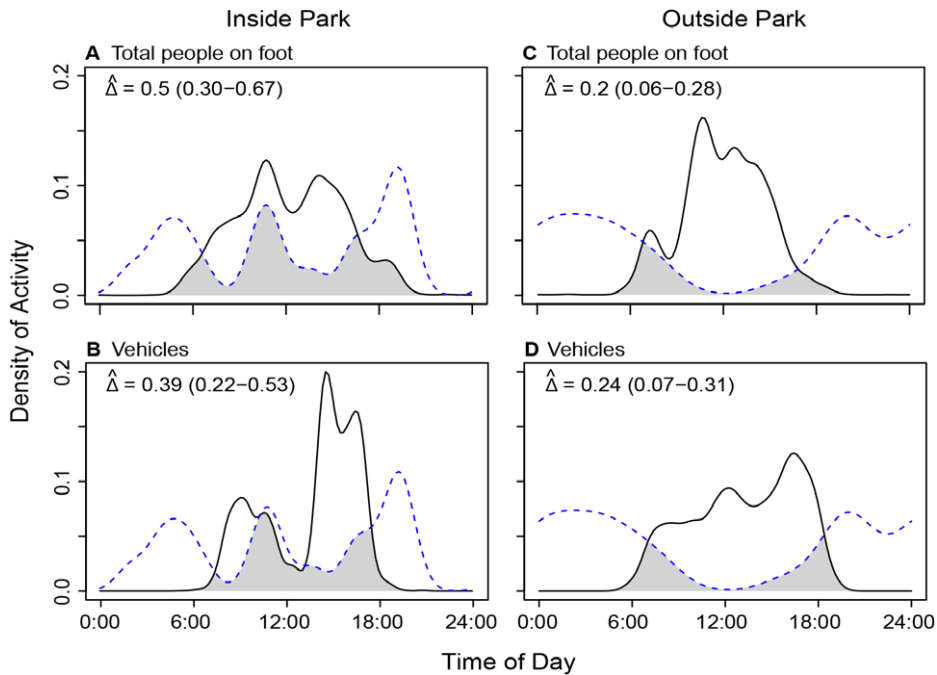 Inside Park
Outside Park
A Total people on foot
Δ̂ = 0.5 (0.30−0.67)
0.2
0.1
0.0
C Total people on foot
Δ̂ = 0.2 (0.06−0.28)
B Vehicles
Δ̂ = 0.39 (0.22−0.53)
0.2
0.1
0.0
0:00 6:00 12:00 18:00 24:00
D Vehicles
Δ̂ = 0.24 (0.07−0.31)
0:00 6:00 12:00 18:00 24:00
Density of Activity
Time of Day